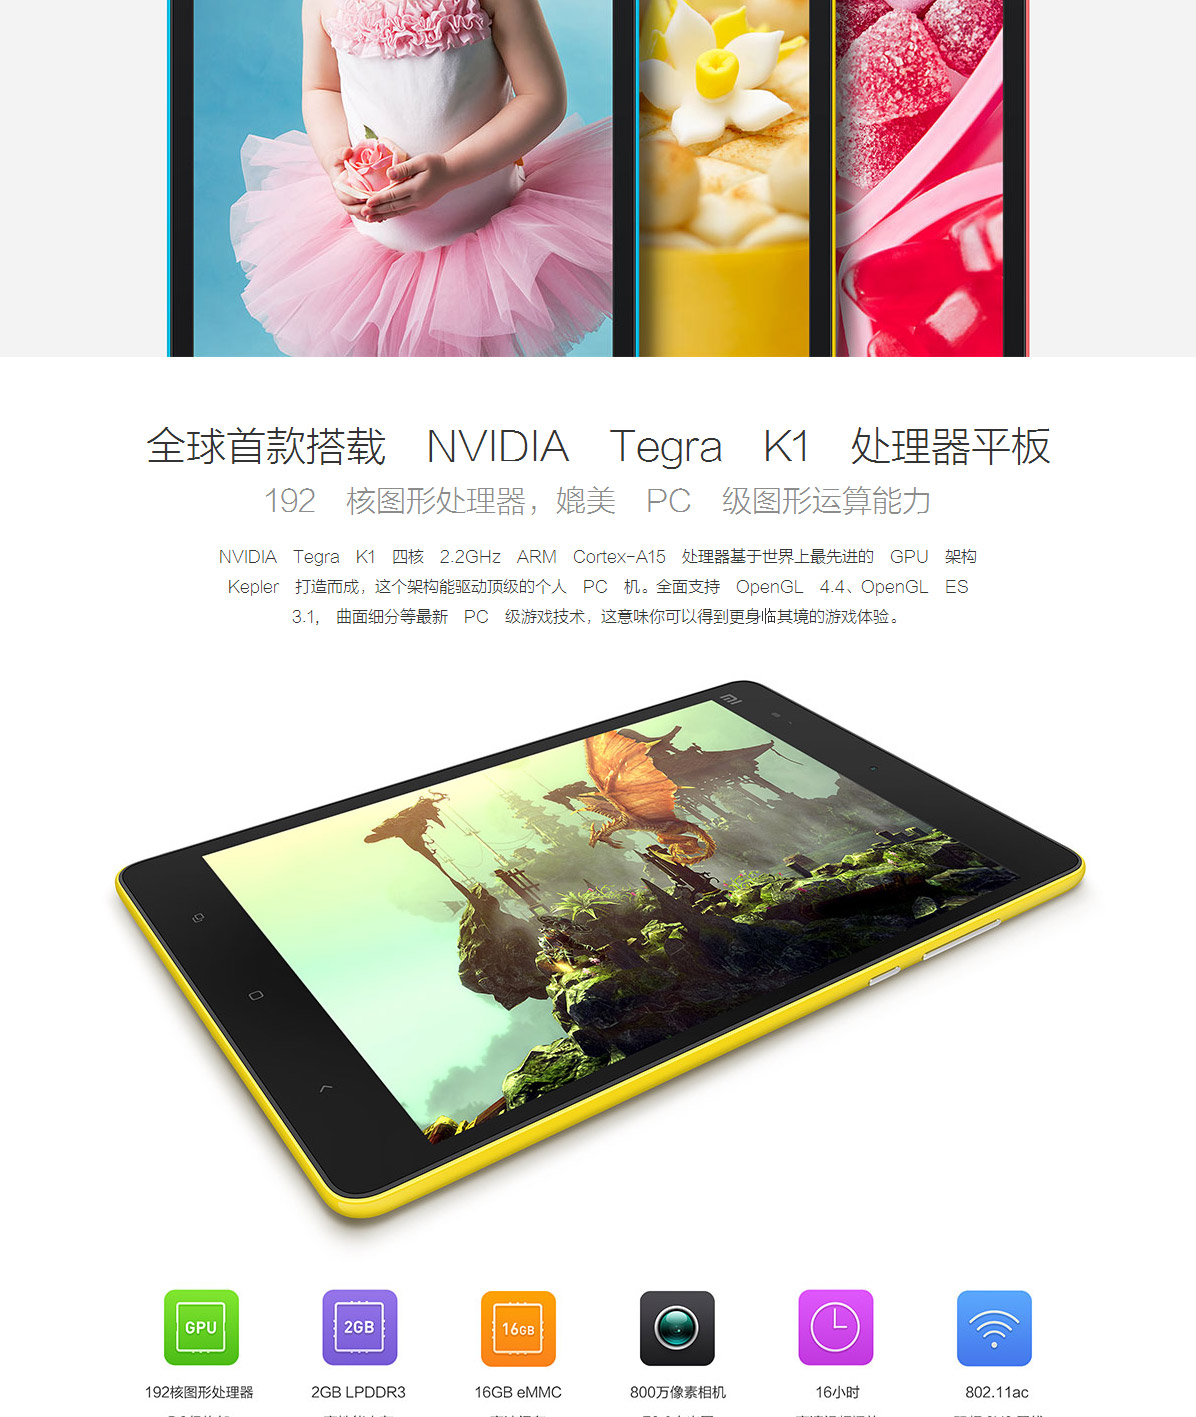 全球首款搭载 NVIDIA Tegra K1 处理器平板
192 核图形处理器，媲美 PC 级图形运算能力
NVIDIA Tegra K1 四核 2.2GHz ARM Cortex-A15 处理器基于世界上最先进的 GPU 架构
Kepler 打造而成，这个架构能驱动顶级的个人 PC 机。全面支持 OpenGL 4.4、OpenGL ES
3.1, 曲面细分等最新 PC 级游戏技术，这意味你可以得到更身临其境的游戏体验。
MI
GPU 2GB 16GB
192核图形处理器 2GB LPDDR3 16GB eMMC 800万像素相机 16小时 802.11ac